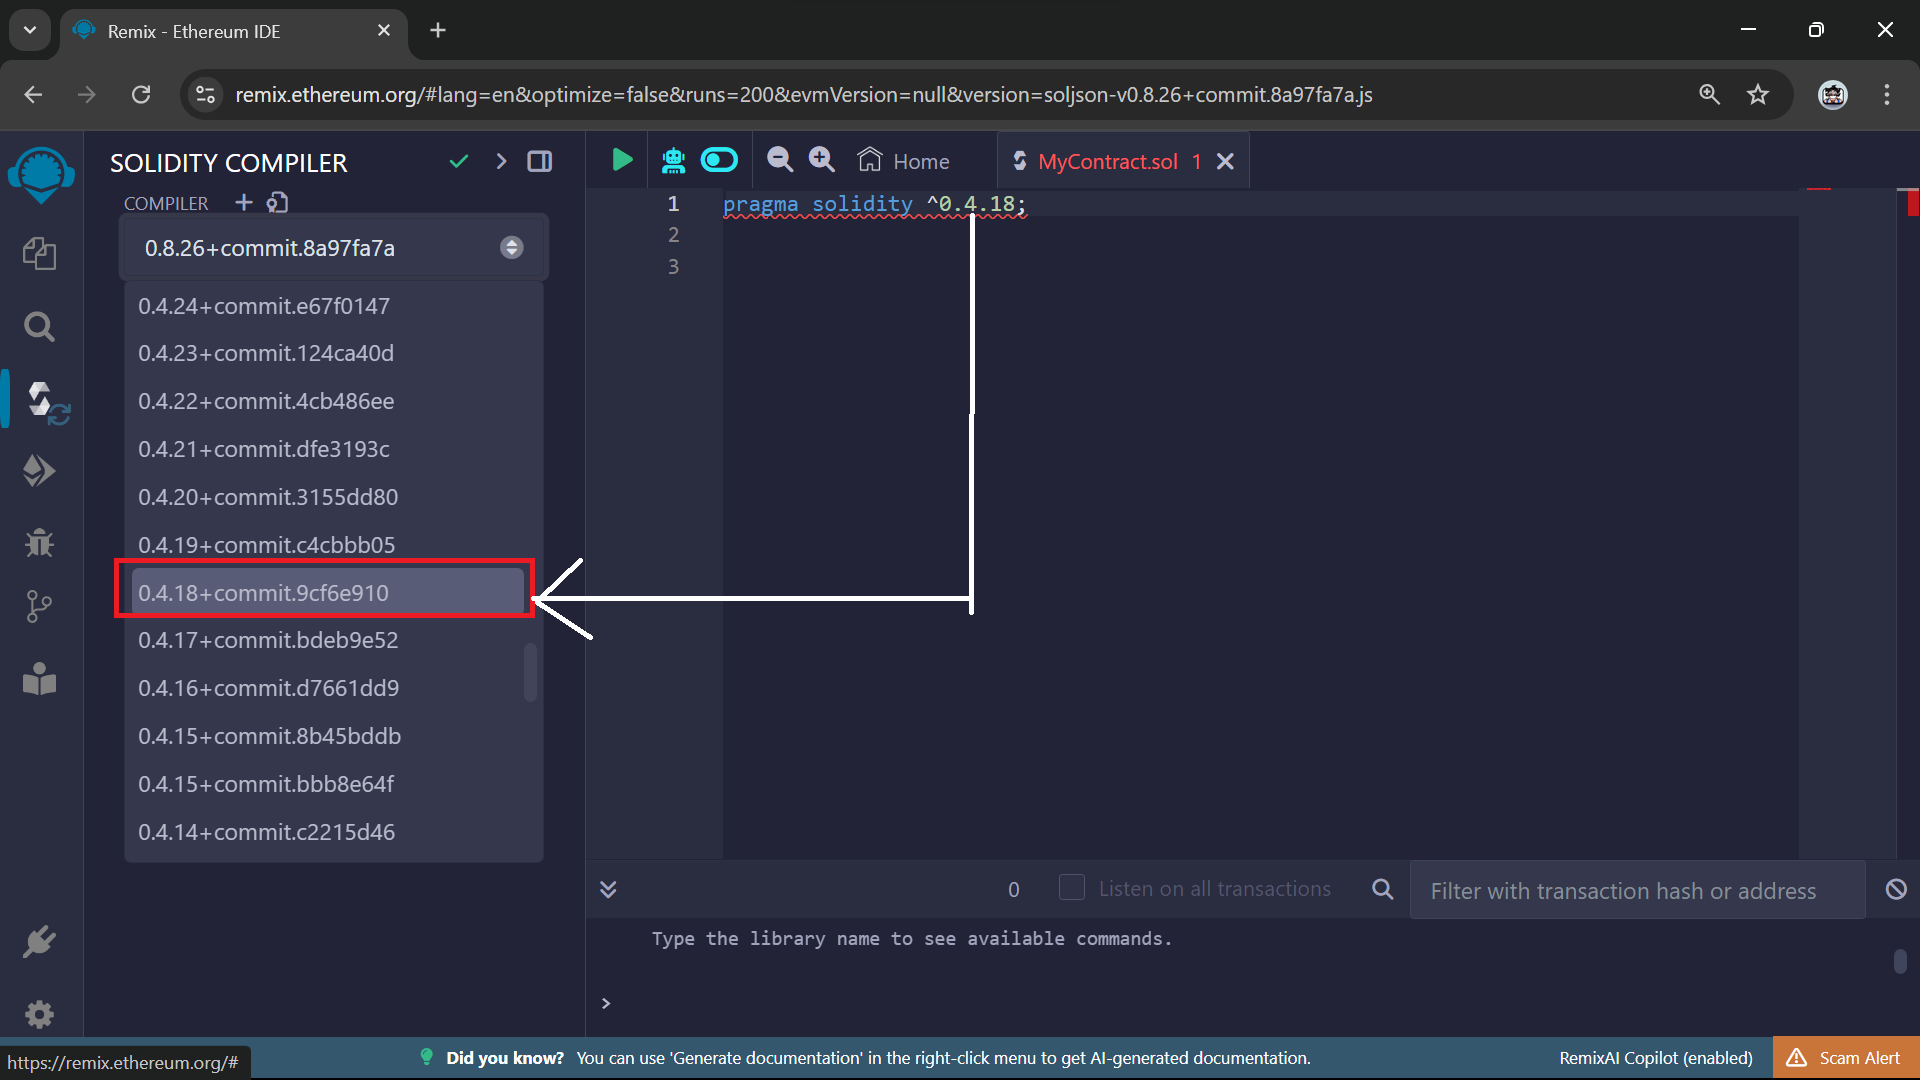 Remix - Ethereum IDE
remix.ethereum.org/#lang=en&optimize=false&runs=200&evmVersion=null&version=soljson-v0.8.26+commit.8a97fa7a.js
SOLIDITY COMPILER
COMPILER
0.8.26+commit.8a97fa7a
0.4.24+commit.e67f0147
0.4.23+commit.124ca40d
0.4.22+commit.4cb486ee
0.4.21+commit.dfe3193c
0.4.20+commit.3155dd80
0.4.19+commit.c4cbbb05
0.4.18+commit.9cf6e910
0.4.17+commit.bdeb9e52
0.4.16+commit.d7661dd9
0.4.15+commit.8b45bddb
0.4.15+commit.bbb8e64f
0.4.14+commit.c2215d46
Home
MyContract.sol 1
1 pragma solidity ^0.4.18;
2
3
0 Listen on all transactions
Filter with transaction hash or address
Type the library name to see available commands.
>
https://remix.ethereum.org/#
Did you know? You can use 'Generate documentation' in the right-click menu to get AI-generated documentation.
RemixAI Copilot (enabled)
Scam Alert